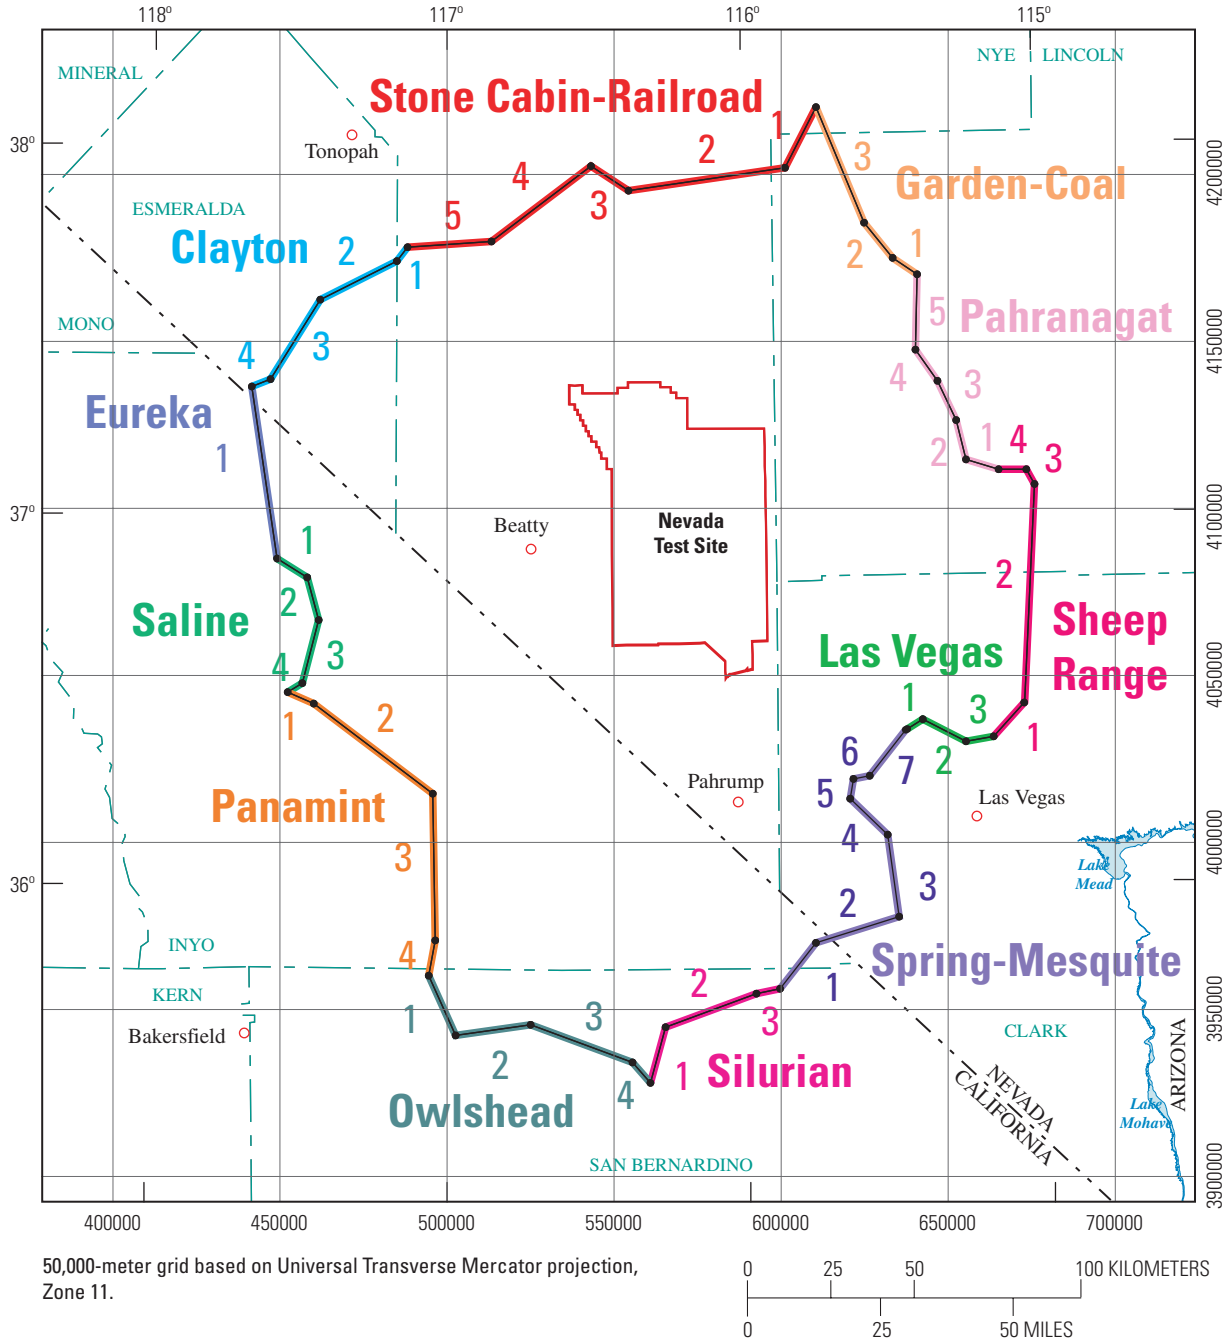 118°
117°
116°
115°
MINERAL
NYE
LINCOLN
Stone Cabin-Railroad
1
38°
Tonopah
2
3
4
4200000
Garden-Coal
3
ESMERALDA
5
Clayton
2
1
2
1
MONO
3
4
5
Pahranagat
4150000
4
3
Eureka
1
1
2
4
3
37°
Beatty
Nevada
Test Site
4100000
1
2
2
Saline
3
4
Sheep
Range
Las Vegas
4050000
1
2
1
3
2
1
6
7
5
Pahrump
Las Vegas
Panamint
4
3
4000000
Lake
Mead
36°
3
2
4
INYO
Spring-Mesquite
KERN
2
1
1
3
3
3950000
Bakersfield
CLARK
2
1
Silurian
4
Owlshead
NEVADA
CALIFORNIA
ARIZONA
Lake
Mohave
SAN BERNARDINO
3900000
400000
450000
500000
550000
600000
650000
700000
50,000-meter grid based on Universal Transverse Mercator projection,
Zone 11.
0
25
50
100 KILOMETERS
0
25
50 MILES